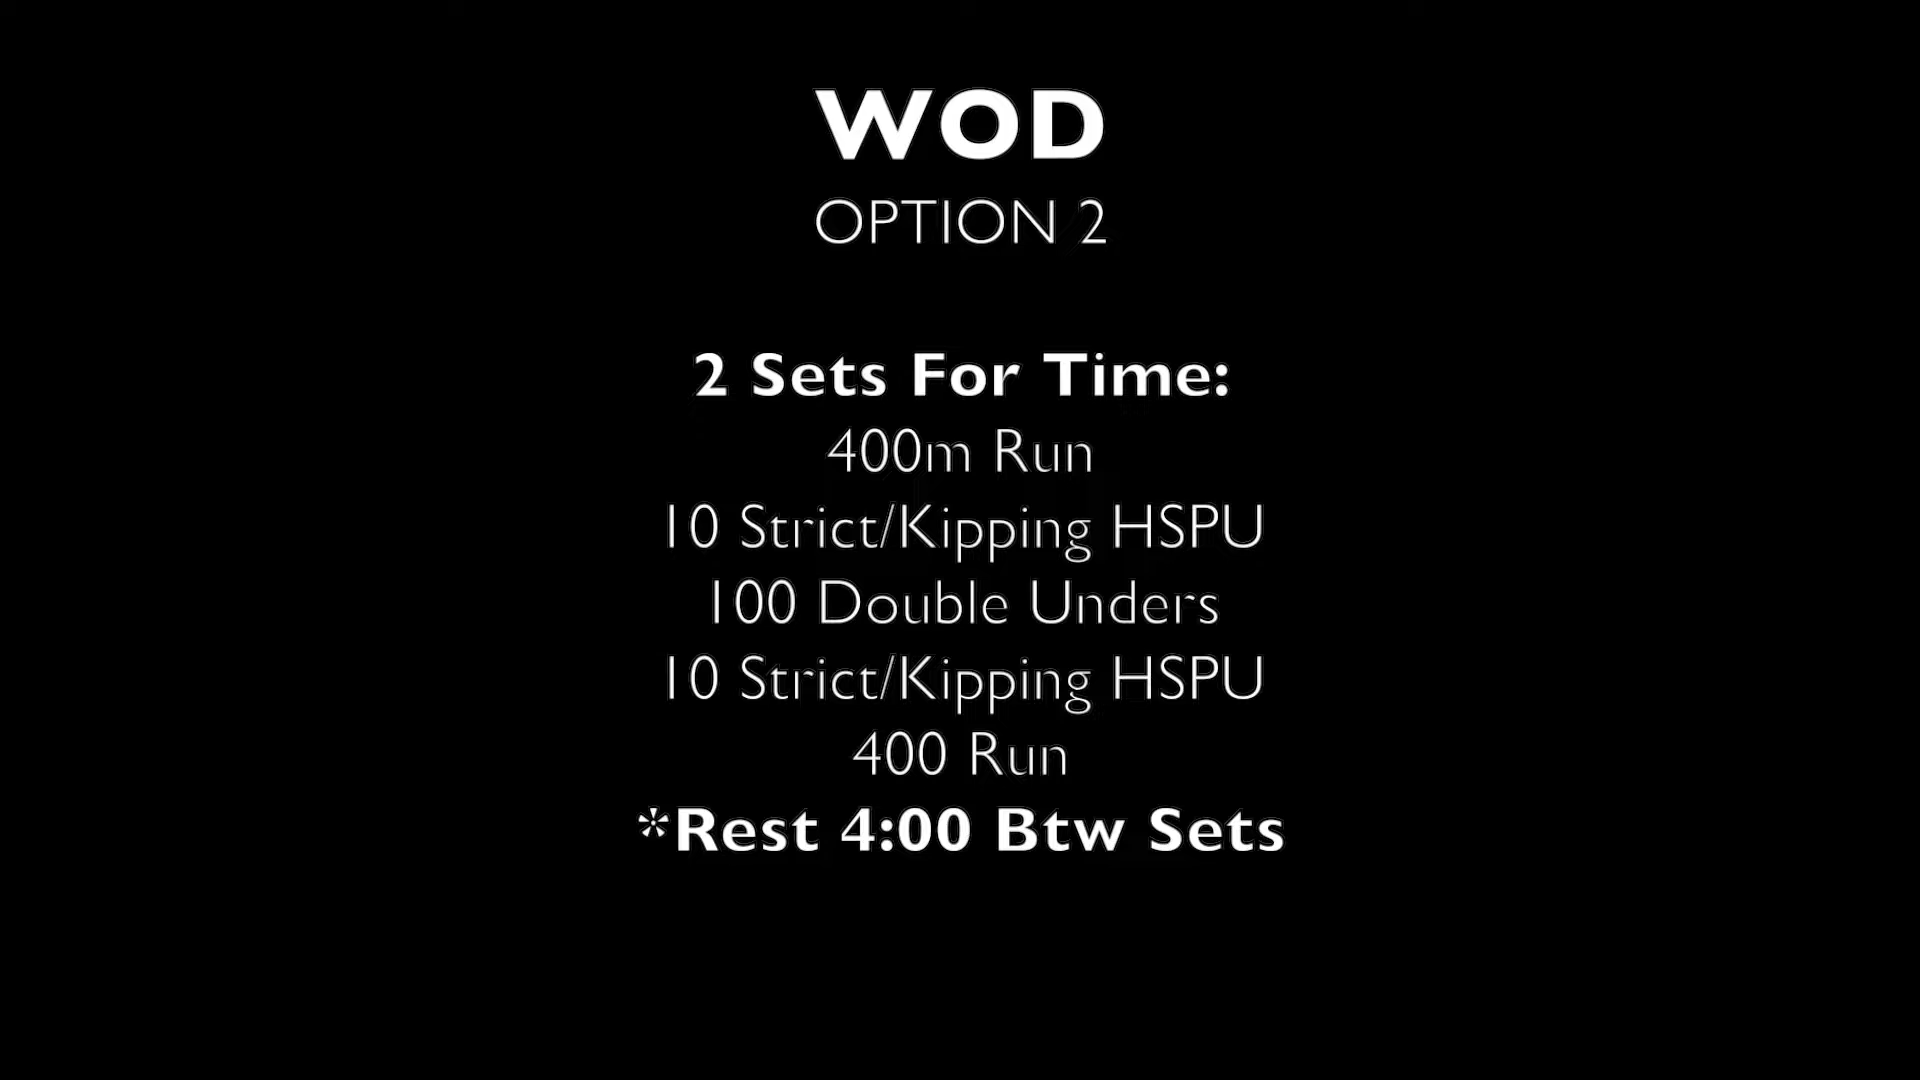 WOD
OPTION 2
2 Sets For Time:
400m Run
10 Strict/Kipping HSPU
100 Double Unders
10 Strict/Kipping HSPU
400 Run
*Rest 4:00 Btw Sets